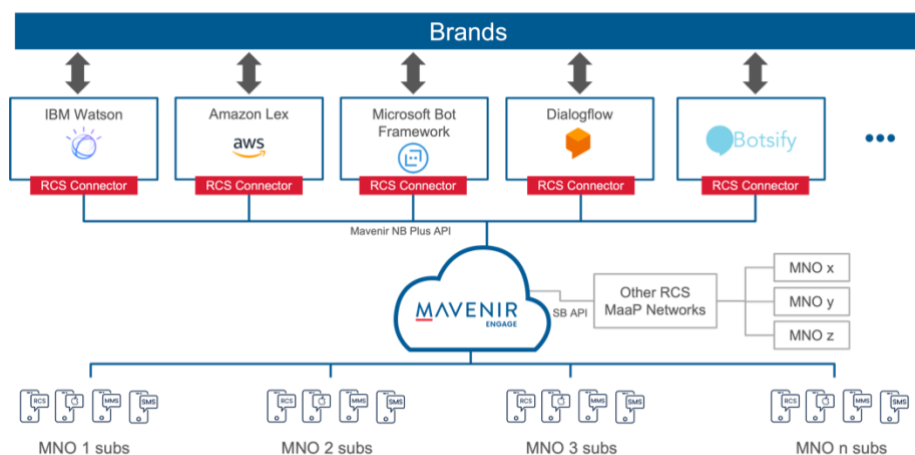 Brands
IBM Watson
Amazon Lex
Microsoft Bot
Framework
Dialogflow
aws
Botsify
RCS Connector
RCS Connector
RCS Connector
RCS Connector
RCS Connector
Mavenir NB Plus API
MAVENIR
ENGAGE
SB API
Other RCS
MaaP Networks
MNO x
MNO y
MNO z
RCS
MMS
SMS
RCS
MMS
SMS
RCS
MMS
SMS
RCS
MMS
SMS
MNO 1 subs
MNO 2 subs
MNO 3 subs
MNO n subs